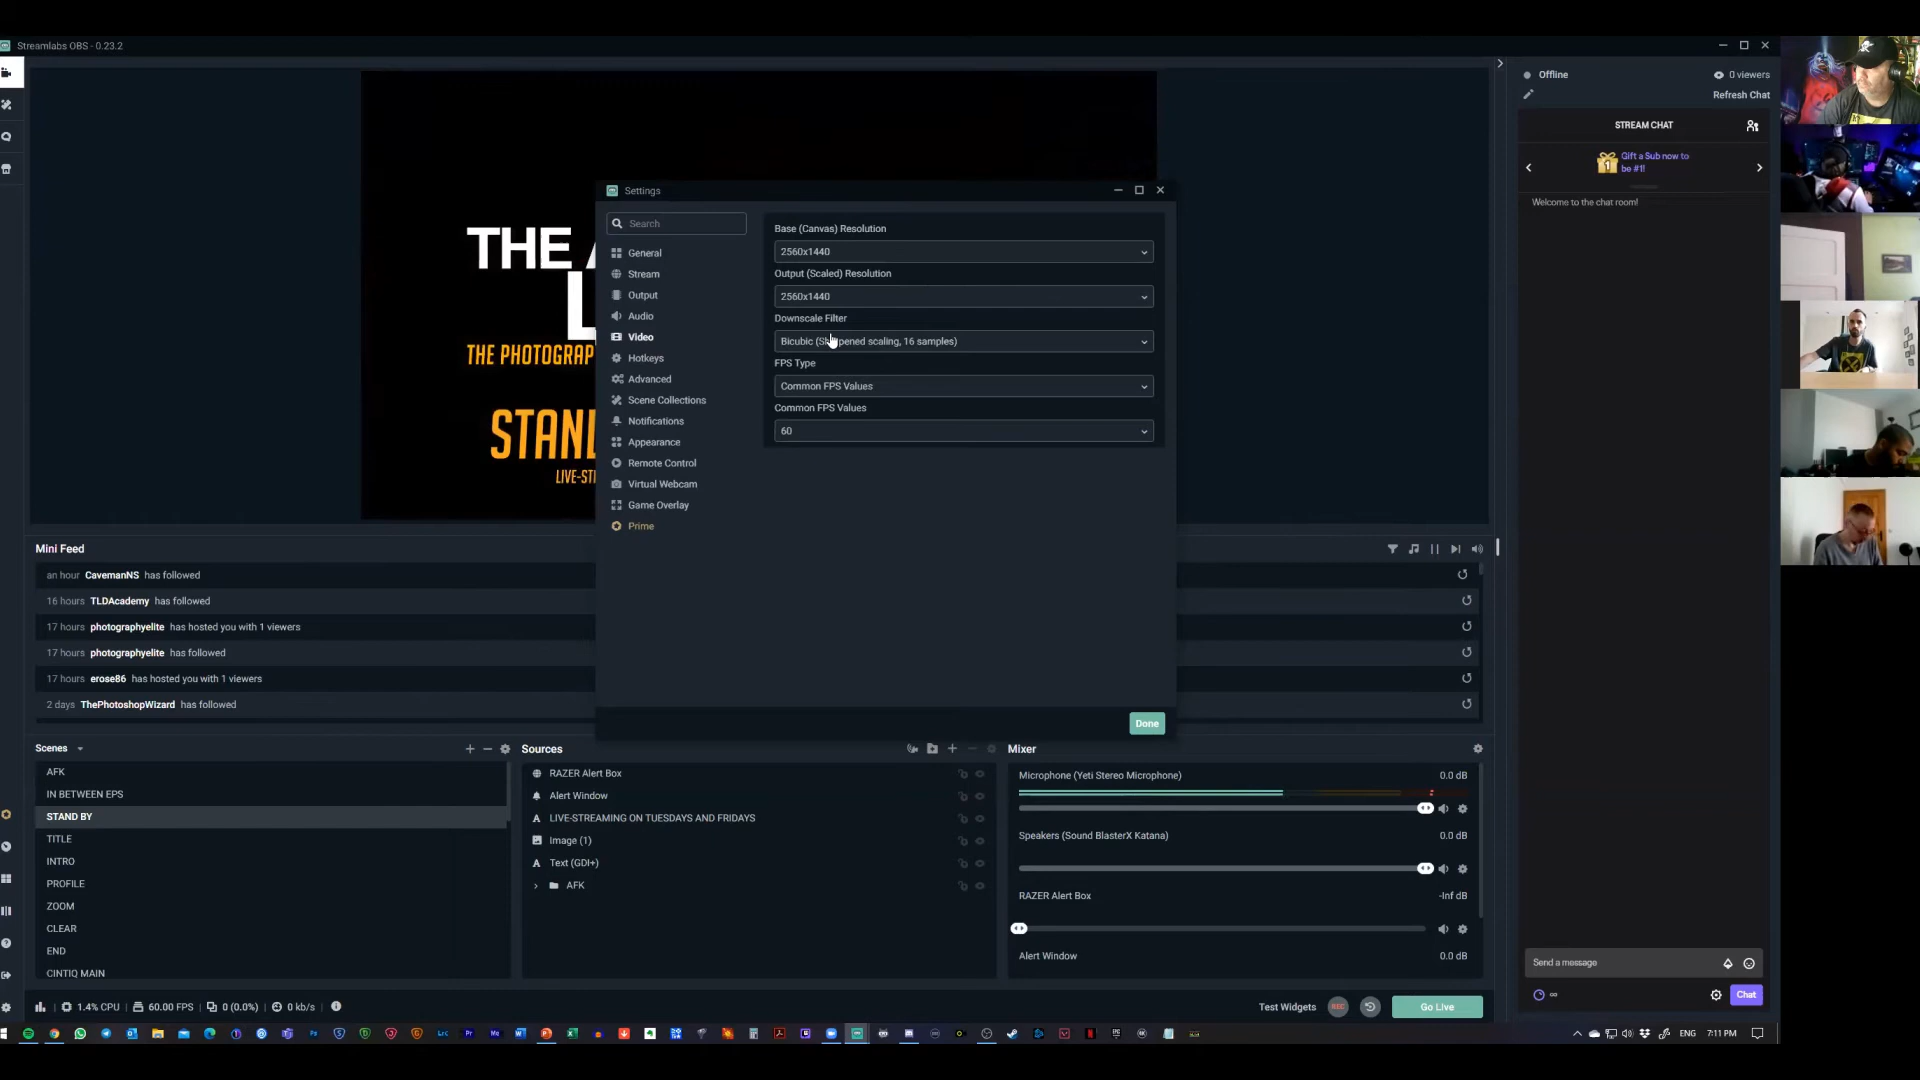 Streamlabs OBS - 0.23.2
Offline
0 viewers
Refresh Chat
STREAM CHAT
1
Gift a Sub now to
be #1!
Welcome to the chat room!
THE
L
THE PHOTOGRAP
STAN
LIVE-ST
Settings
Search
General
Stream
Output
Audio
Video
Hotkeys
Advanced
Scene Collections
Notifications
Appearance
Remote Control
Virtual Webcam
Game Overlay
Prime
Base (Canvas) Resolution
2560x1440
Output (Scaled) Resolution
2560x1440
Downscale Filter
Bicubic (Sharpened scaling, 16 samples)
FPS Type
Common FPS Values
Common FPS Values
60
Done
Mini Feed
an hour CavemanNS has followed
16 hours TLDAcademy has followed
17 hours photographyelite has hosted you with 1 viewers
17 hours photographyelite has followed
17 hours erose86 has hosted you with 1 viewers
2 days ThePhotoshopWizard has followed
Scenes
AFK
IN BETWEEN EPS
STAND BY
TITLE
INTRO
PROFILE
ZOOM
CLEAR
END
CINTIQ MAIN
Sources
RAZER Alert Box
Alert Window
LIVE-STREAMING ON TUESDAYS AND FRIDAYS
Image (1)
Text (GDI+)
AFK
Mixer
Microphone (Yeti Stereo Microphone) 0.0 dB
Speakers (Sound BlasterX Katana) 0.0 dB
RAZER Alert Box -Inf dB
Alert Window 0.0 dB
Send a message
Chat
1.4% CPU
60.00 FPS
0 (0.0%)
0 kb/s
Test Widgets
REC
Go Live
ENG
7:11 PM